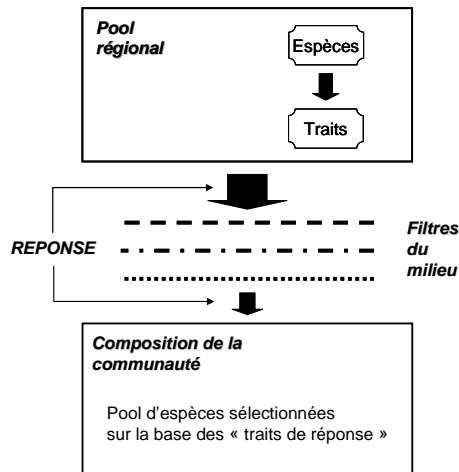 Pool
régional
Espèces
Traits
REPONSE
Filtres
du
milieu
Composition de la
communauté
Pool d'espèces sélectionnées
sur la base des « traits de réponse »